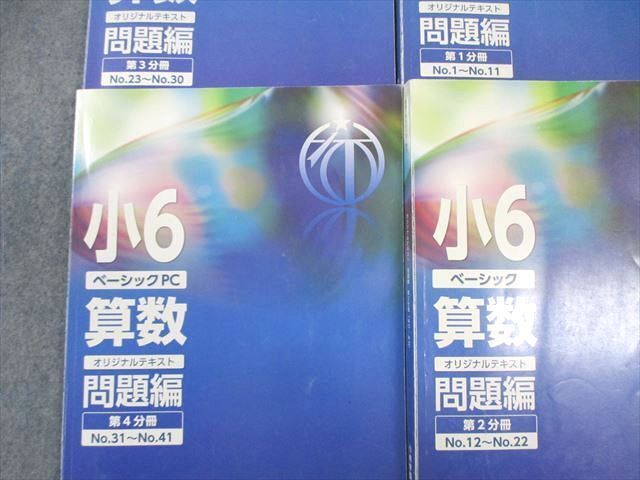 算数
オリジナルテキスト
問題編
第3分冊
No.23～No.30
オリジナルテキスト
問題編
第1分冊
No.1～No.11
小6
ベーシックPC
算数
オリジナルテキスト
問題編
第4分冊
No.31～No.41
小6
ベーシック
算数
オリジナルテキスト
問題編
第2分冊
No.12～No.22